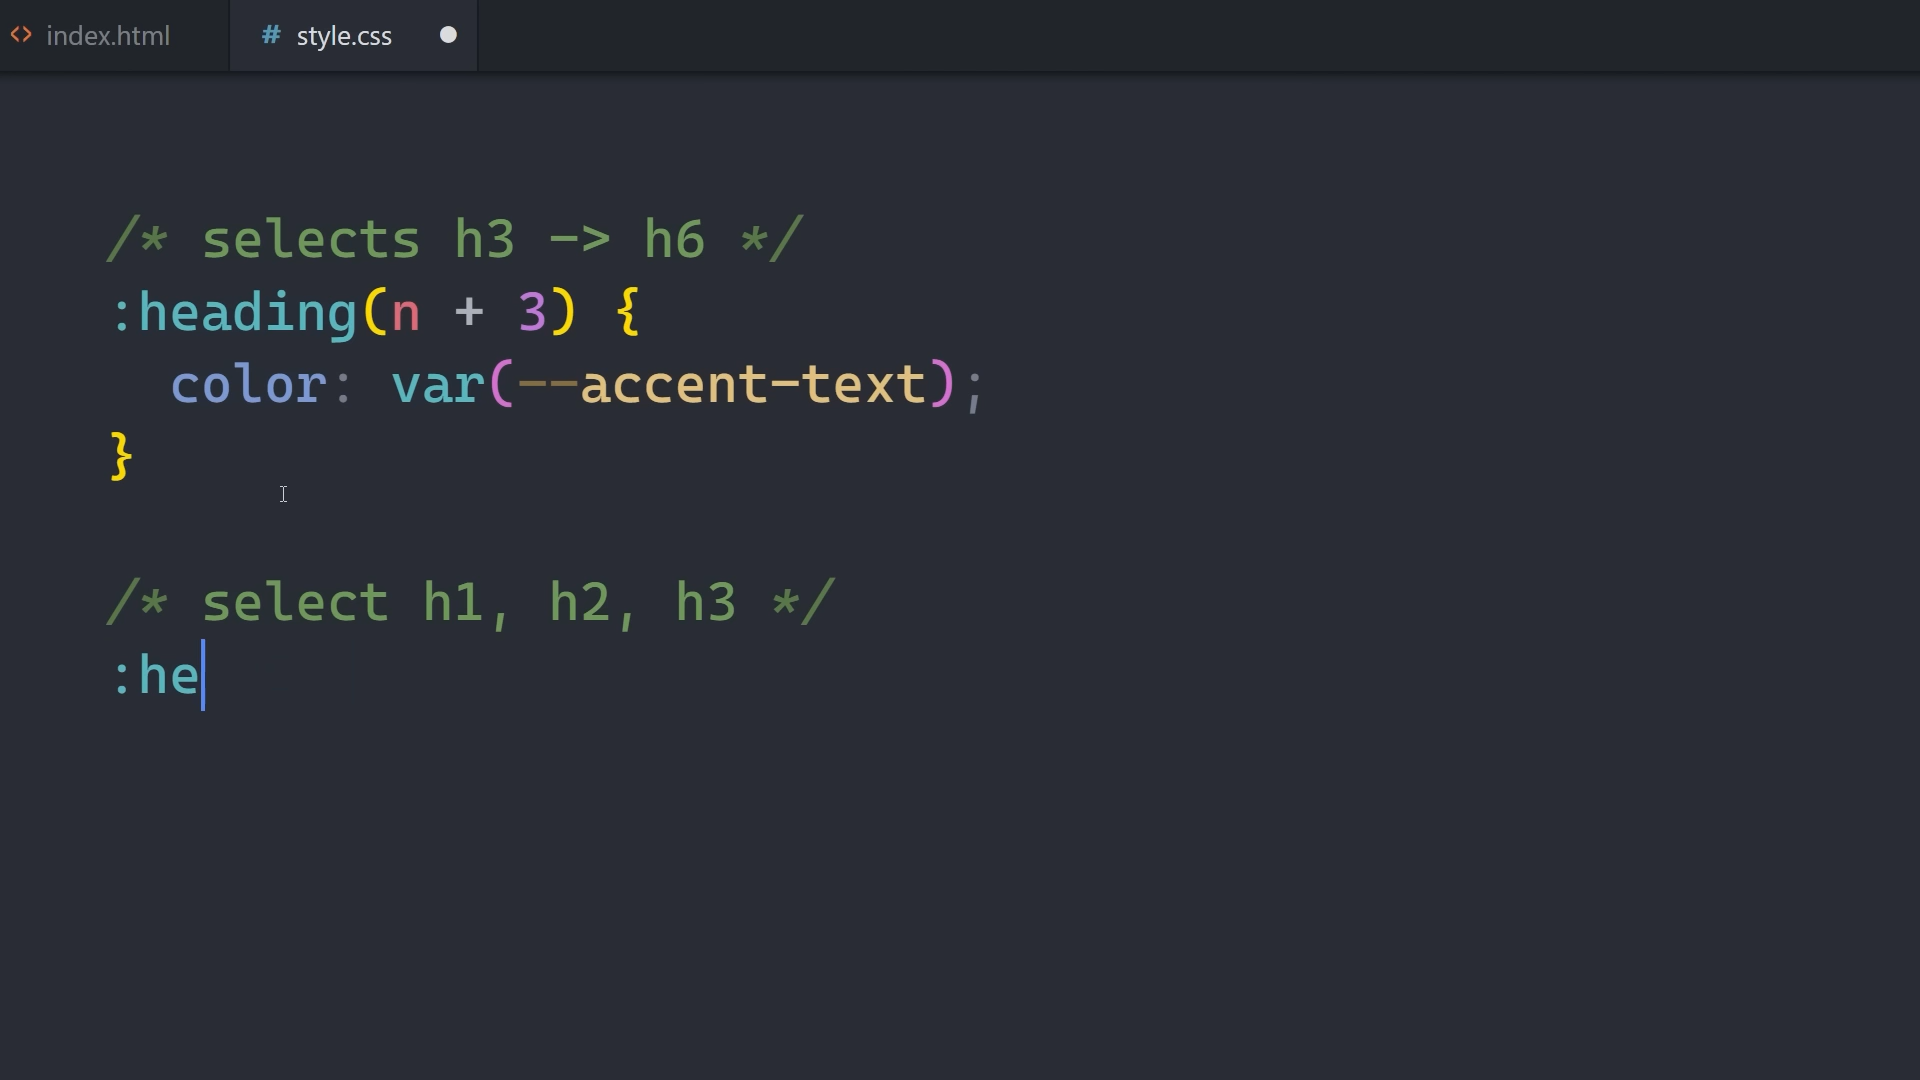 index.html
# style.css
/* selects h3 -> h6 */
:heading(n + 3) {
  color: var(--accent-text);
}
/* select h1, h2, h3 */
:he